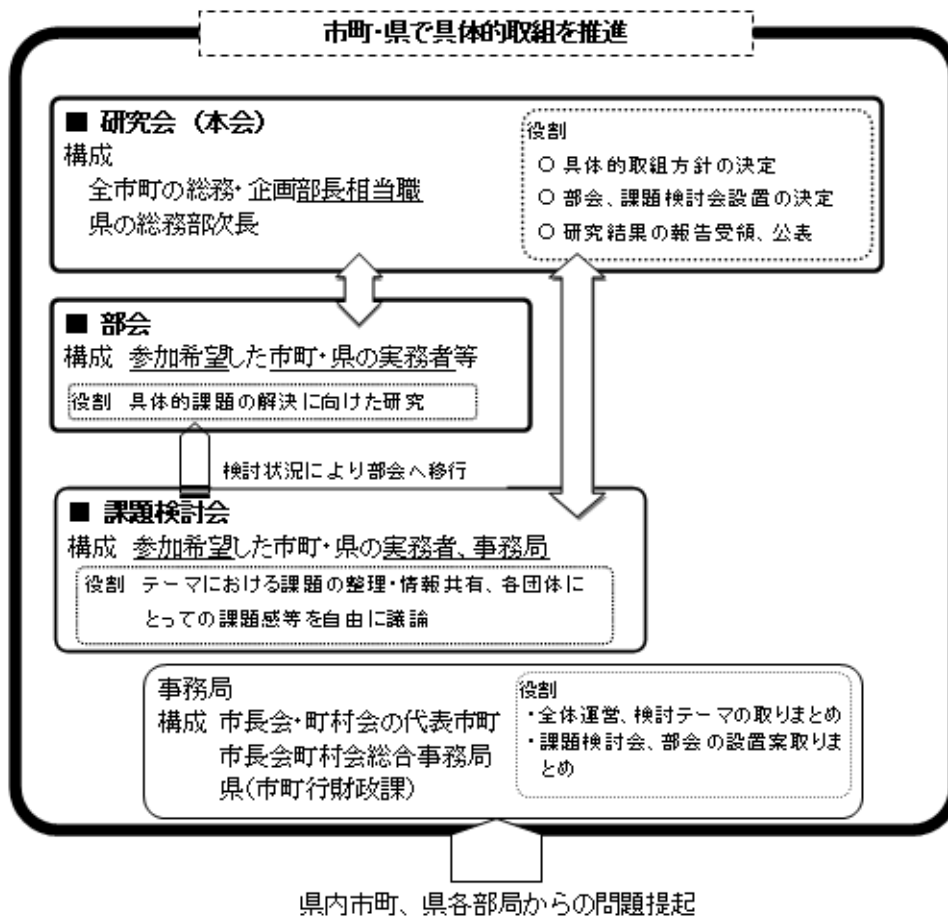 市町・県で具体的取組を推進
■ 研究会（本会）
構成
全市町の総務・企画部長相当職
県の総務部次長
役割
○ 具体的取組方針の決定
○ 部会、課題検討会設置の決定
○ 研究結果の報告受領、公表
■ 部会
構成 参加希望した市町・県の実務者等
役割 具体的課題の解決に向けた研究
検討状況により部会へ移行
■ 課題検討会
構成 参加希望した市町・県の実務者、事務局
役割 テーマにおける課題の整理・情報共有、各団体に
とっての課題感等を自由に議論
事務局
構成 市長会・町村会の代表市町
市長会町村会総合事務局
県(市町行財政課)
役割
・全体運営、検討テーマの取りまとめ
・課題検討会、部会の設置案取りま
とめ
県内市町、県各部局からの問題提起